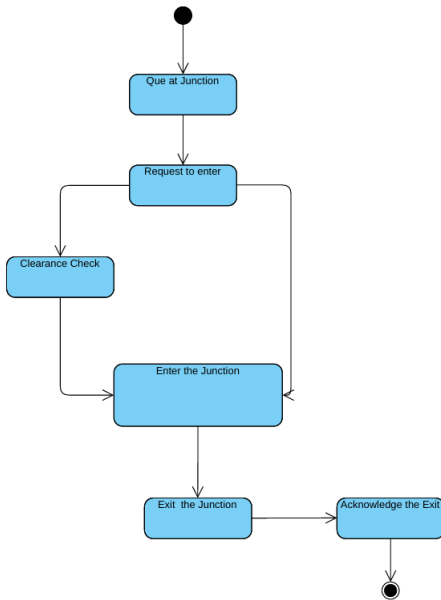 Que at Junction
Request to enter
Clearance Check
Enter the Junction
Exit the Junction
Acknowledge the Exit